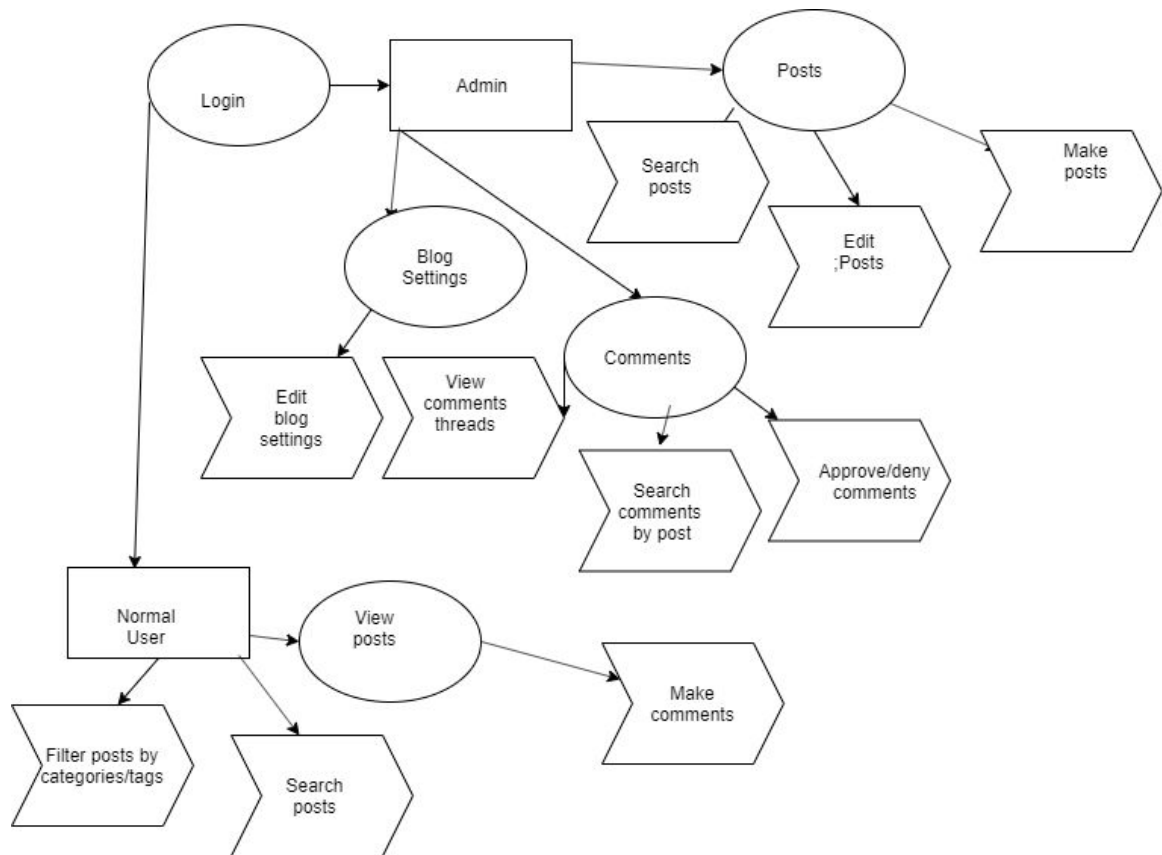 Login
Admin
Posts
Search
posts
Make
posts
Edit
;Posts
Blog
Settings
Comments
Edit
blog
settings
View
comments
threads
Search
comments
by post
Approve/deny
comments
Normal
User
View
posts
Make
comments
Filter posts by
categories/tags
Search
posts